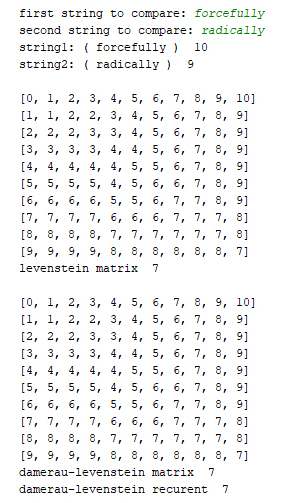 first string to compare: forcefully
second string to compare: radically
string1: ( forcefully )  10
string2: ( radically )  9
[0, 1, 2, 3, 4, 5, 6, 7, 8, 9, 10]
[1, 1, 2, 2, 3, 4, 5, 6, 7, 8, 9]
[2, 2, 2, 3, 3, 4, 5, 6, 7, 8, 9]
[3, 3, 3, 3, 4, 4, 5, 6, 7, 8, 9]
[4, 4, 4, 4, 4, 5, 5, 6, 7, 8, 9]
[5, 5, 5, 5, 4, 5, 6, 6, 7, 8, 9]
[6, 6, 6, 6, 5, 5, 6, 7, 7, 8, 9]
[7, 7, 7, 7, 6, 6, 6, 7, 7, 7, 8]
[8, 8, 8, 8, 7, 7, 7, 7, 7, 7, 8]
[9, 9, 9, 9, 8, 8, 8, 8, 8, 8, 7]
levenstein matrix  7
[0, 1, 2, 3, 4, 5, 6, 7, 8, 9, 10]
[1, 1, 2, 2, 3, 4, 5, 6, 7, 8, 9]
[2, 2, 2, 3, 3, 4, 5, 6, 7, 8, 9]
[3, 3, 3, 3, 4, 4, 5, 6, 7, 8, 9]
[4, 4, 4, 4, 4, 5, 5, 6, 7, 8, 9]
[5, 5, 5, 5, 4, 5, 6, 6, 7, 8, 9]
[6, 6, 6, 6, 5, 5, 6, 7, 7, 8, 9]
[7, 7, 7, 7, 6, 6, 6, 7, 7, 7, 8]
[8, 8, 8, 8, 7, 7, 7, 7, 7, 7, 8]
[9, 9, 9, 9, 8, 8, 8, 8, 8, 8, 7]
damerau-levenstein matrix  7
damerau-levenstein recurent  7